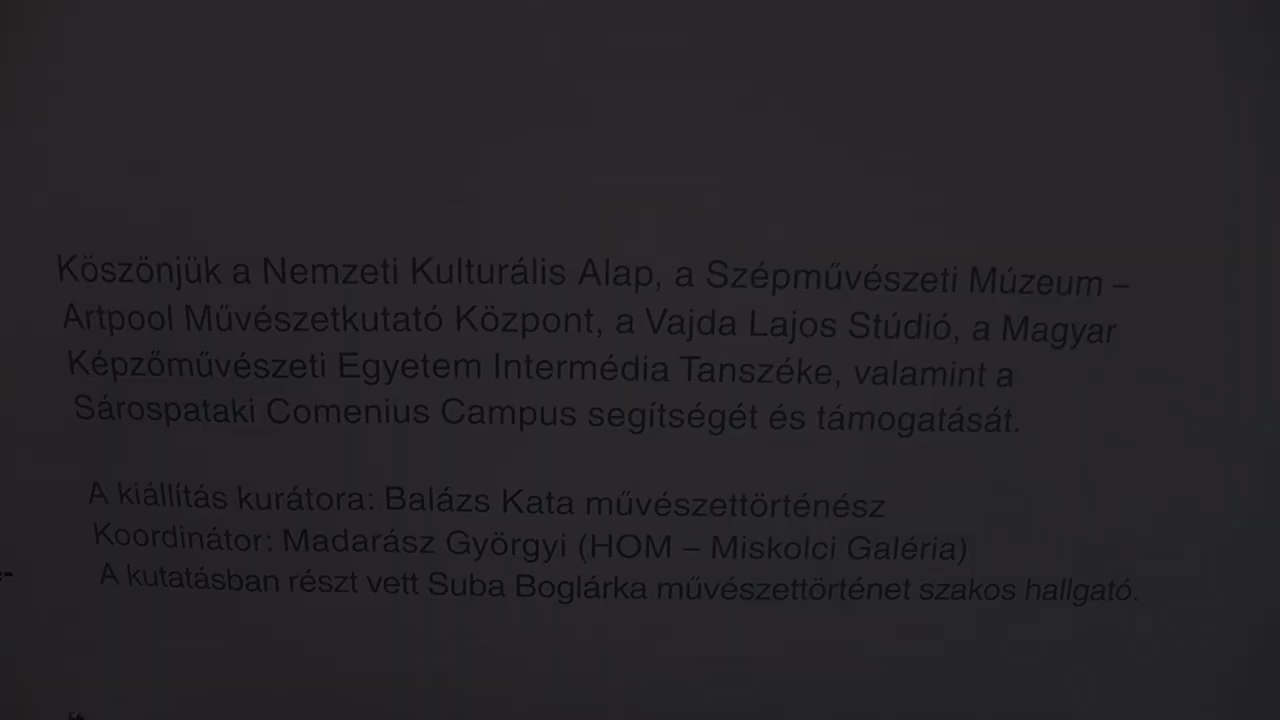 Köszönjük a Nemzeti Kulturális Alap, a Szépművészeti Múzeum –
Artpool Művészetkutató Központ, a Vajda Lajos Stúdió, a Magyar
Képzőművészeti Egyetem Intermédia Tanszéke, valamint a
Sárospataki Comenius Campus segítségét és támogatását.
A kiállítás kurátora: Balázs Kata művészettörténész
Koordinátor: Madarász Györgyi (HOM – Miskolci Galéria)
A kutatásban részt vett Suba Boglárka művészettörténet szakos hallgató.